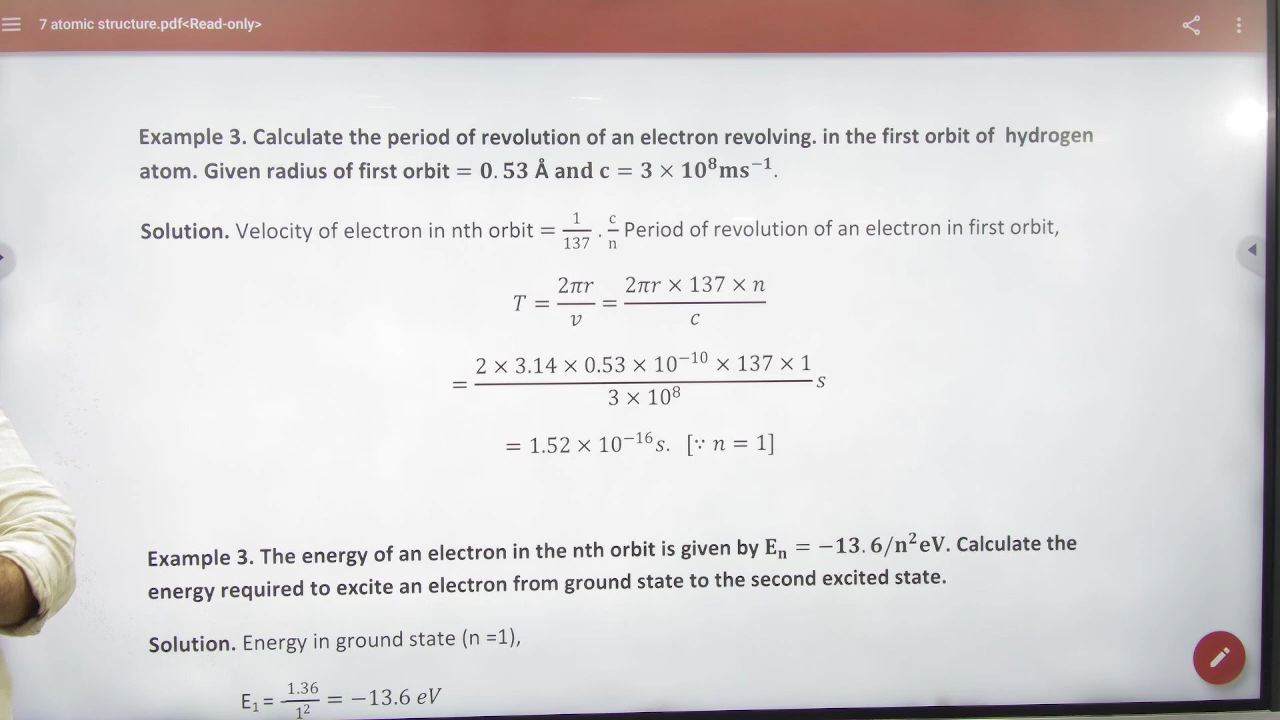 7 atomic structure.pdf<Read-only>
Example 3. Calculate the period of revolution of an electron revolving. in the first orbit of hydrogen
atom. Given radius of first orbit = 0.53 Å and c = 3 × 10⁸ms⁻¹.
Solution. Velocity of electron in nth orbit = 1/137 . c/n Period of revolution of an electron in first orbit,
T = 2πr/v = 2πr × 137 × n/c
= 2 × 3.14 × 0.53 × 10⁻¹⁰ × 137 × 1/3 × 10⁸ s
= 1.52 × 10⁻¹⁶s. [∵ n = 1]
Example 3. The energy of an electron in the nth orbit is given by Eₙ = −13.6/n²eV. Calculate the
energy required to excite an electron from ground state to the second excited state.
Solution. Energy in ground state (n =1),
E₁ = 1.36/1² = −13.6 eV